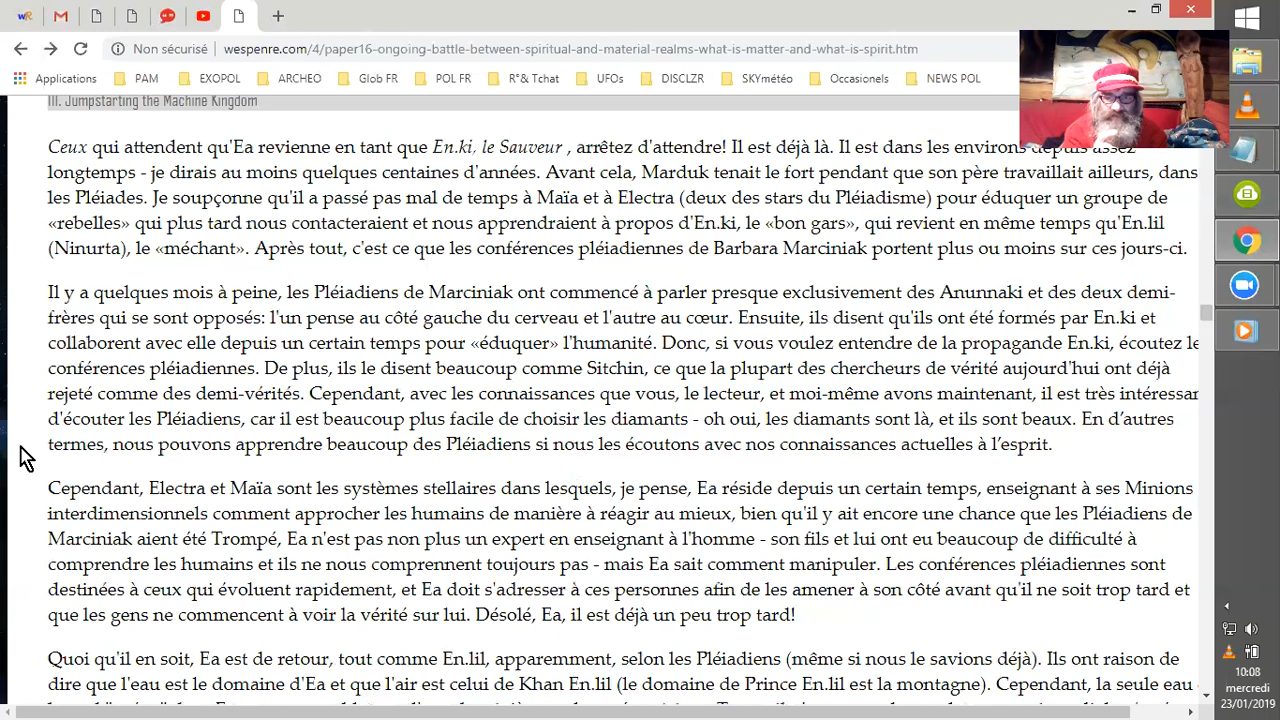 Non sécurisé
wespenre.com/4/paper16-ongoing-battle-between-spiritual-and-material-realms-what-is-matter-and-what-is-spirit.htm
Applications PAM EXOPOL ARCHEO Glob FR POL FR R"& Tchat UFOs DISCLZR SKYmétéo Occasionels NEWS POL
III. Jumpstarting the Machine Kingdom
Ceux qui attendent qu'Ea revienne en tant que En.ki, le Sauveur , arrêtez d'attendre! Il est déjà là. Il est dans les environs depuis assez
longtemps - je dirais au moins quelques centaines d'années. Avant cela, Marduk tenait le fort pendant que son père travaillait ailleurs, dans
les Pléiades. Je soupçonne qu'il a passé pas mal de temps à Maïa et à Electra (deux des stars du Pléiadisme) pour éduquer un groupe de
«rebelles» qui plus tard nous contacteraient et nous apprendraient à propos d'En.ki, le «bon gars», qui revient en même temps qu'En.lil
(Ninurta), le «méchant». Après tout, c'est ce que les conférences pléiadiennes de Barbara Marciniak portent plus ou moins sur ces jours-ci.
Il y a quelques mois à peine, les Pléiadiens de Marciniak ont commencé à parler presque exclusivement des Anunnaki et des deux demi-
frères qui se sont opposés: l'un pense au côté gauche du cerveau et l'autre au cœur. Ensuite, ils disent qu'ils ont été formés par En.ki et
collaborent avec elle depuis un certain temps pour «éduquer» l'humanité. Donc, si vous voulez entendre de la propagande En.ki, écoutez le
conférences pléiadiennes. De plus, ils le disent beaucoup comme Sitchin, ce que la plupart des chercheurs de vérité aujourd'hui ont déjà
rejeté comme des demi-vérités. Cependant, avec les connaissances que vous, le lecteur, et moi-même avons maintenant, il est très intéressan
d'écouter les Pléiadiens, car il est beaucoup plus facile de choisir les diamants - oh oui, les diamants sont là, et ils sont beaux. En d'autres
termes, nous pouvons apprendre beaucoup des Pléiadiens si nous les écoutons avec nos connaissances actuelles à l'esprit.
Cependant, Electra et Maïa sont les systèmes stellaires dans lesquels, je pense, Ea réside depuis un certain temps, enseignant à ses Minions
interdimensionnels comment approcher les humains de manière à réagir au mieux, bien qu'il y ait encore une chance que les Pléiadiens de
Marciniak aient été Trompé, Ea n'est pas non plus un expert en enseignant à l'homme - son fils et lui ont eu beaucoup de difficulté à
comprendre les humains et ils ne nous comprennent toujours pas - mais Ea sait comment manipuler. Les conférences pléiadiennes sont
destinées à ceux qui évoluent rapidement, et Ea doit s'adresser à ces personnes afin de les amener à son côté avant qu'il ne soit trop tard et
que les gens ne commencent à voir la vérité sur lui. Désolé, Ea, il est déjà un peu trop tard!
Quoi qu'il en soit, Ea est de retour, tout comme En.lil, apparemment, selon les Pléiadiens (même si nous le savions déjà). Ils ont raison de
dire que l'eau est le domaine d'Ea et que l'air est celui de Khan En.lil (le domaine de Prince En.lil est la montagne). Cependant, la seule eau
10:08
mercredi
23/01/2019